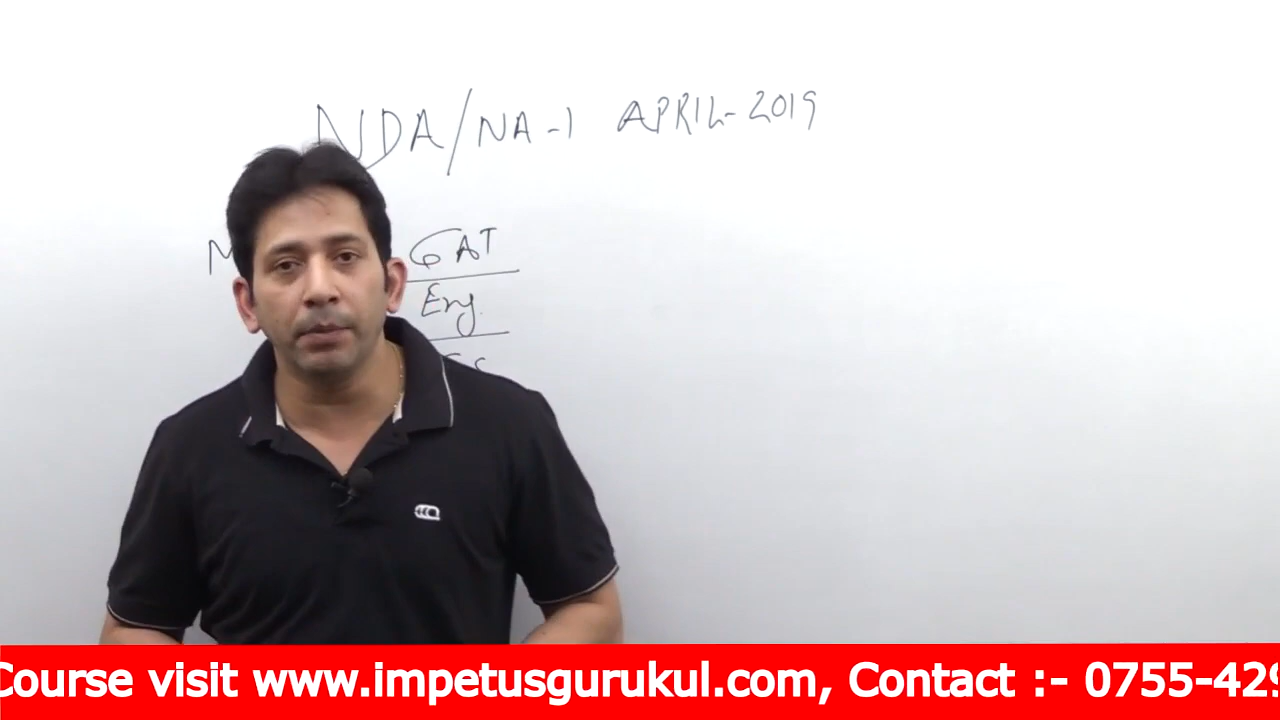 NDA/NA-1 APRIL-2019
GAT
Eng.
Course visit www.impetusgurukul.com, Contact :- 0755-429